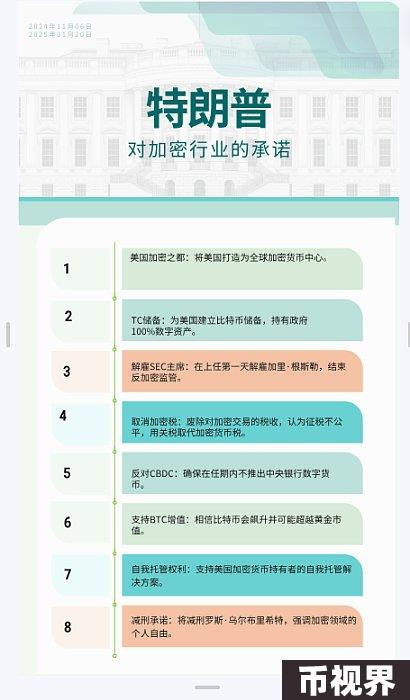 2024年11月06日
2025年01月20日
特朗普
对加密行业的承诺
1
美国加密之都：将美国打造为全球加密货币中心。
2
TC储备：为美国建立比特币储备，持有政府
100%数字资产。
3
解雇SEC主席：在上任第一天解雇加里·根斯勒，结束
反加密监管。
4
取消加密税：废除对加密交易的税收，认为征税不公
平，用关税取代加密货币税。
5
反对CBDC：确保在任期内不推出中央银行数字货
币。
6
支持BTC增值：相信比特币会飙升并可能超越黄金市
值。
7
自我托管权利：支持美国加密货币持有者的自我托管解
决方案。
8
减刑承诺：将减刑罗斯·乌尔布里希特，强调加密领域的
个人自由。
币视界